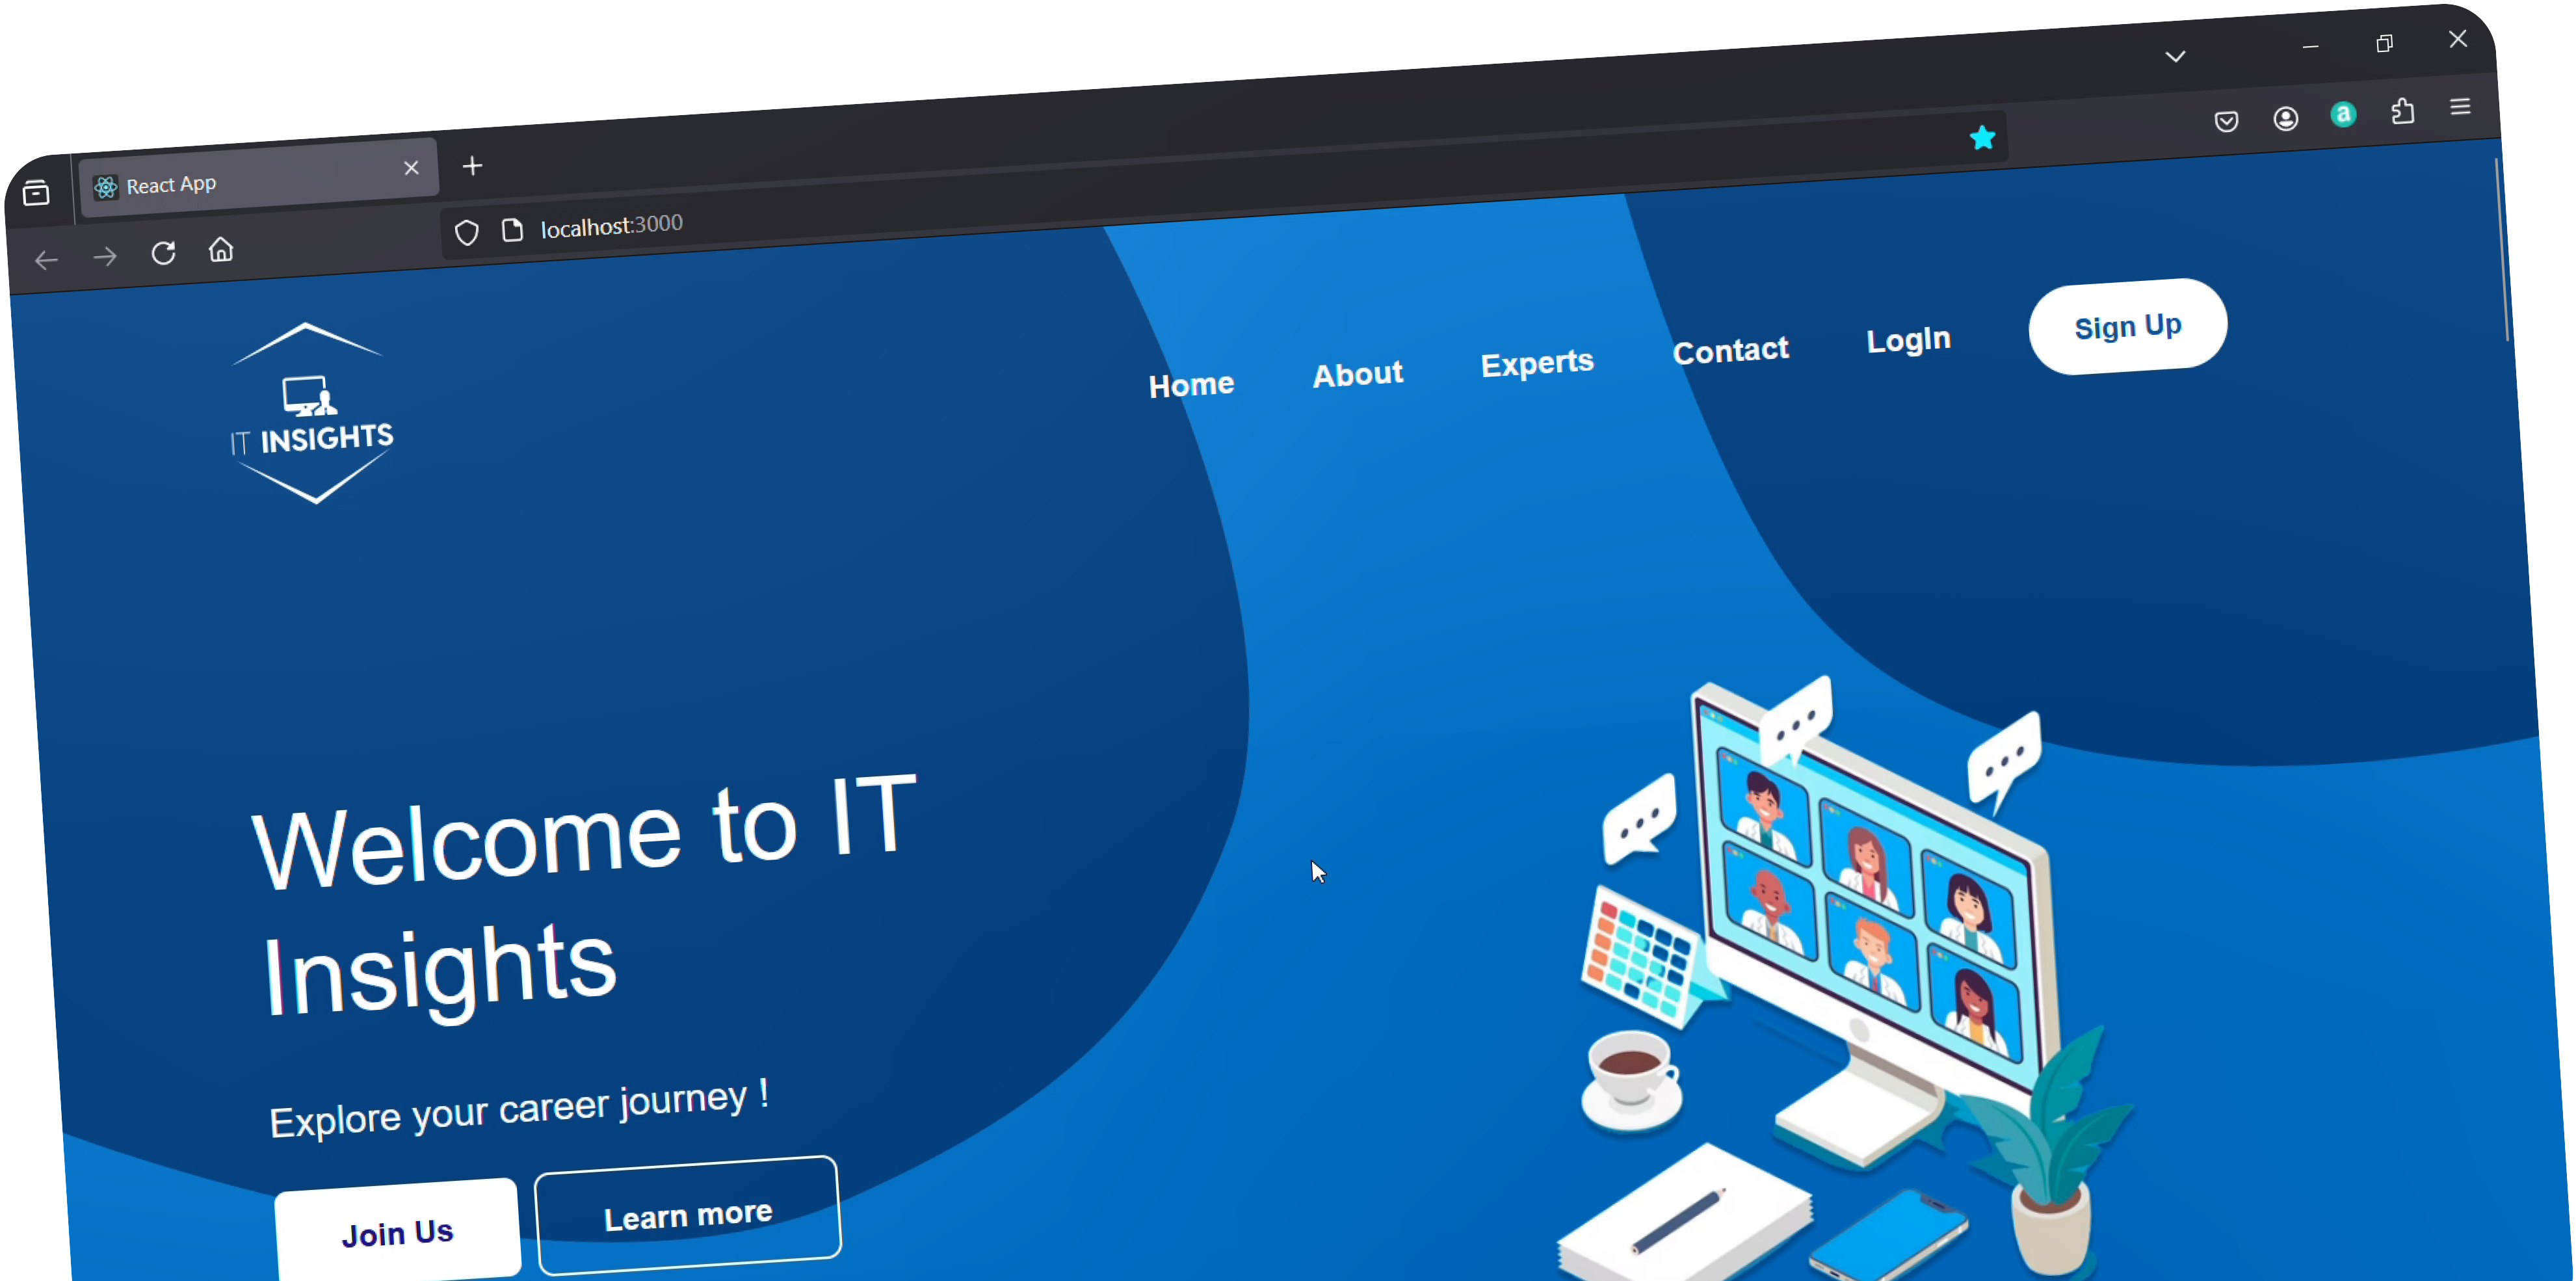 React App
localhost:3000
a
IT INSIGHTS
Home About Experts Contact LogIn Sign Up
Welcome to IT
Insights
Explore your career journey !
Join Us Learn more